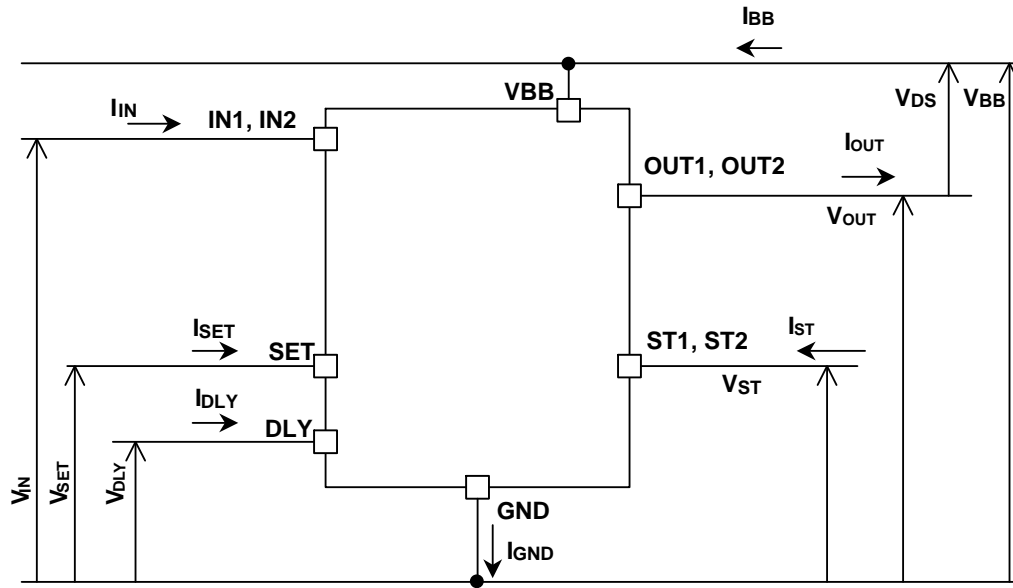 IBB
VBB
VDS
VBB
IIN
IN1, IN2
IOUT
OUT1, OUT2
VOUT
ISET
SET
IST
ST1, ST2
VST
IDLY
DLY
VIN
VSET
VDLY
GND
IGND